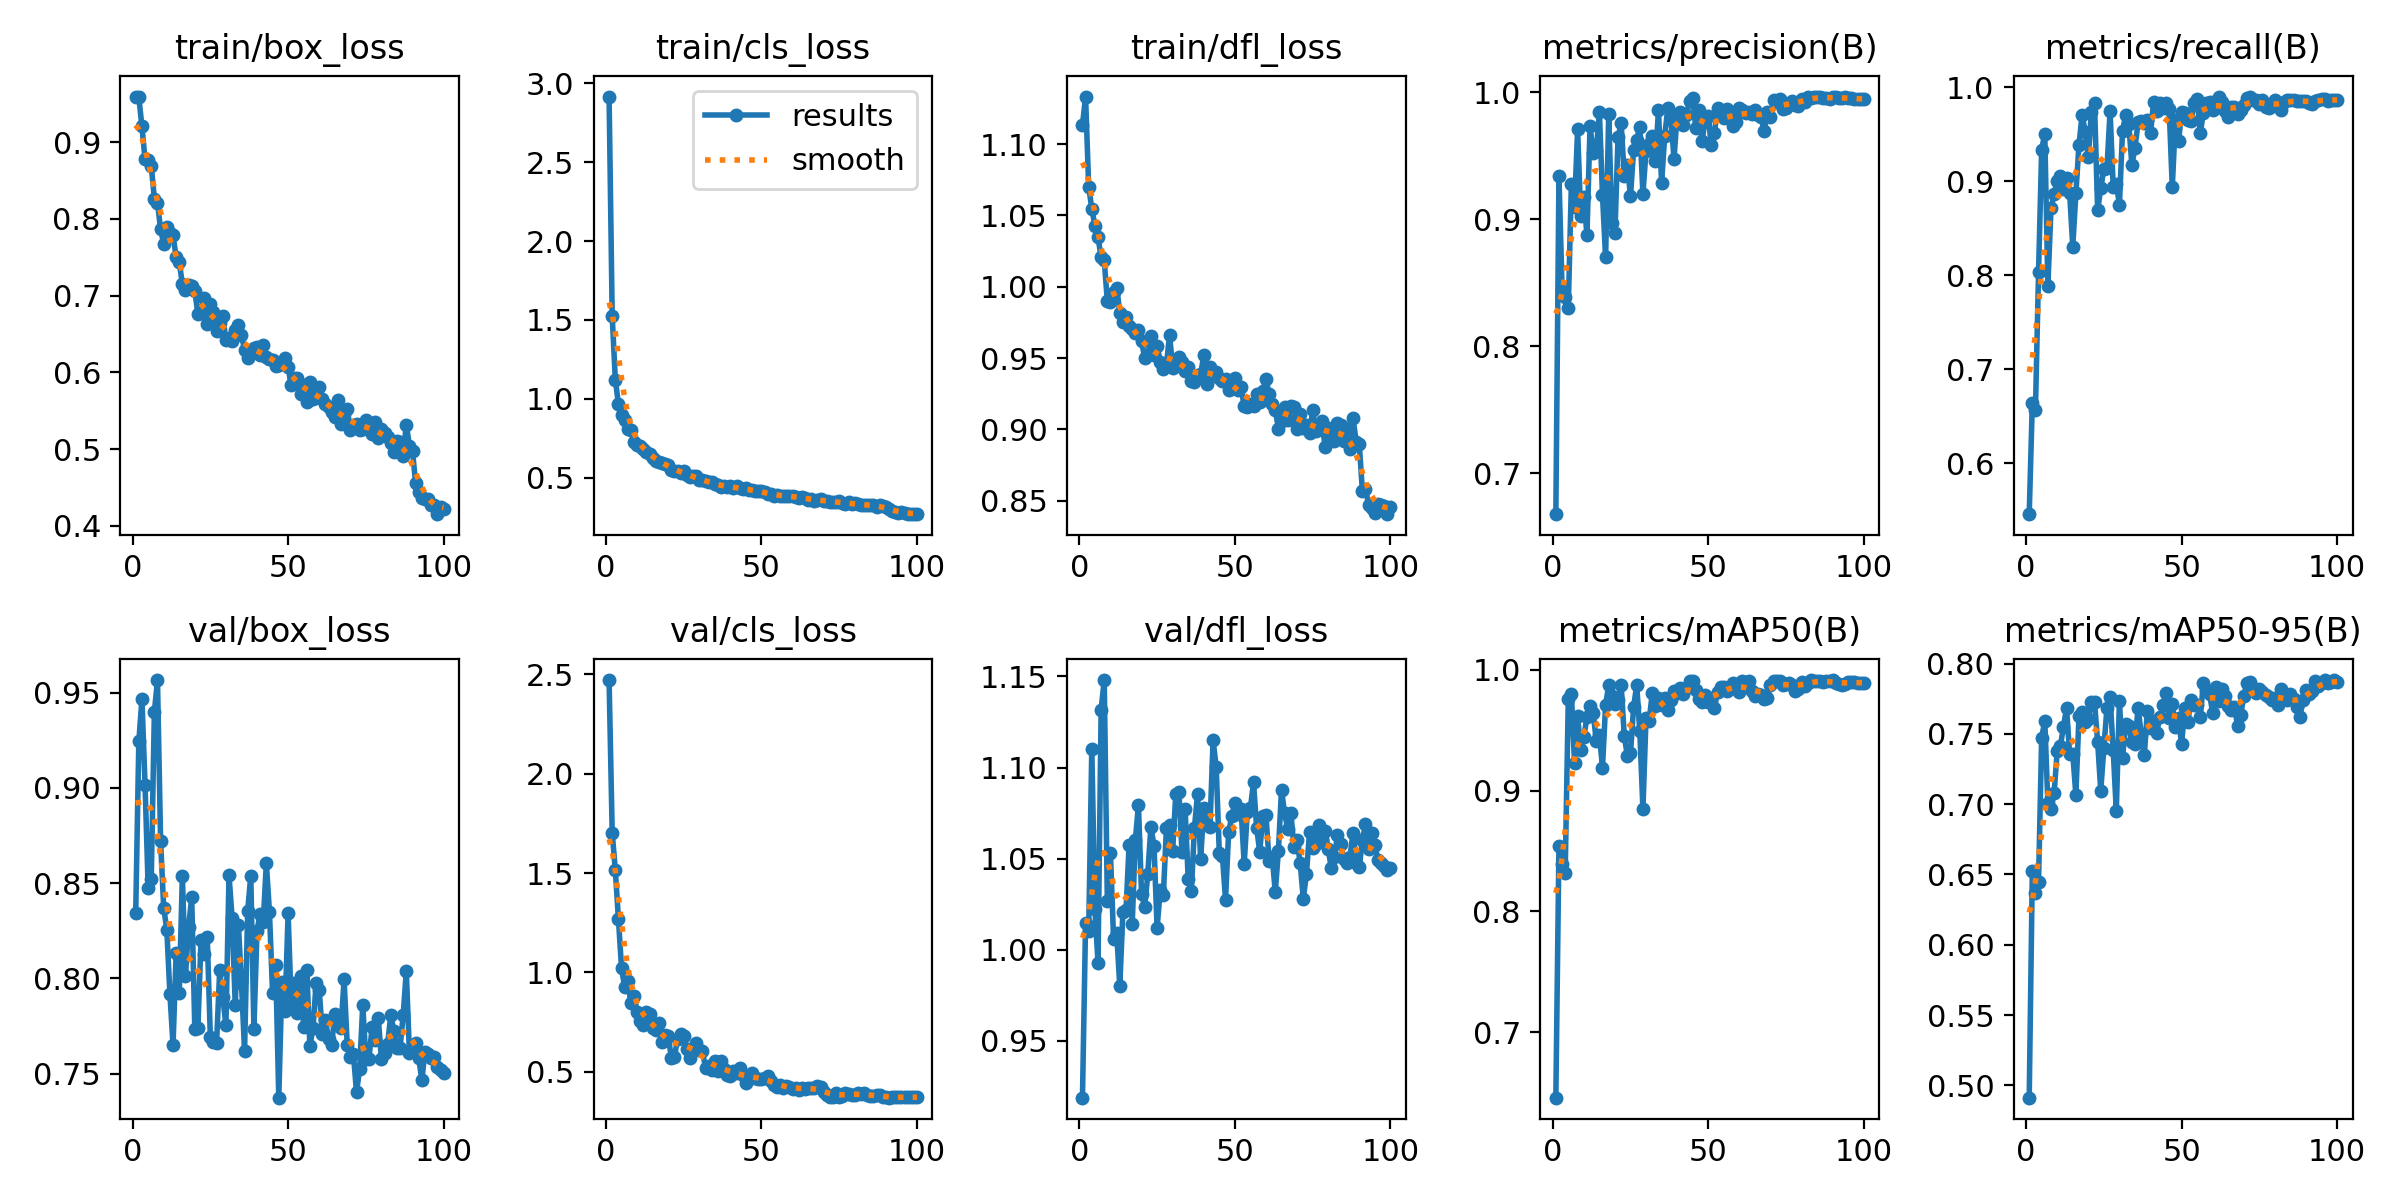 train/box_loss
0.9
0.8
0.7
0.6
0.5
0.4
0 50 100
train/cls_loss
3.0
2.5
2.0
1.5
1.0
0.5
results
smooth
0 50 100
train/dfl_loss
1.10
1.05
1.00
0.95
0.90
0.85
0 50 100
metrics/precision(B)
1.0
0.9
0.8
0.7
0 50 100
metrics/recall(B)
1.0
0.9
0.8
0.7
0.6
0 50 100
val/box_loss
0.95
0.90
0.85
0.80
0.75
0 50 100
val/cls_loss
2.5
2.0
1.5
1.0
0.5
0 50 100
val/dfl_loss
1.15
1.10
1.05
1.00
0.95
0 50 100
metrics/mAP50(B)
1.0
0.9
0.8
0.7
0 50 100
metrics/mAP50-95(B)
0.80
0.75
0.70
0.65
0.60
0.55
0.50
0 50 100